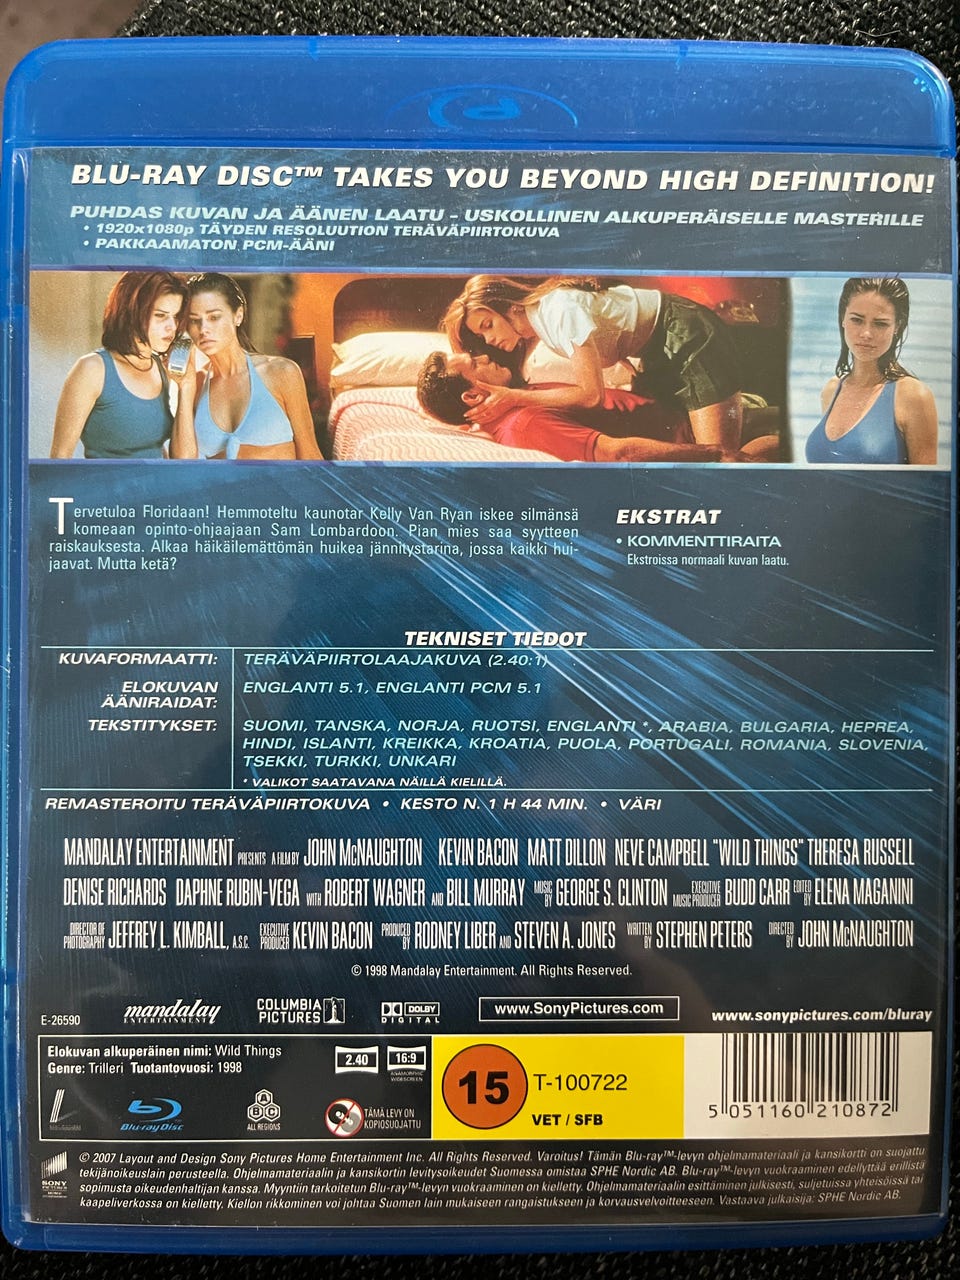 BLU-RAY DISC™ TAKES YOU BEYOND HIGH DEFINITION!
PUHDAS KUVAN JA ÄÄNEN LAATU – USKOLLINEN ALKUPERÄISELLE MASTERILLE
• 1920x1080p TÄYDEN RESOLUUTION TERÄVÄPIIRTOKUVA
• PAKKAAMATON PCM-ÄÄNI
Tervetuloa Floridaan! Hemmoteltu kaunotar Kelly Van Ryan iskee silmänsä
komeaan opinto-ohjaajaan Sam Lombardoon. Pian mies saa syytteen
raiskauksesta. Alkaa häikäilemättömän huikea jännitystarina, jossa kaikki hui-
jaavat. Mutta ketä?
EKSTRAT
• KOMMENTTIRAITA
Ekstroissa normaali kuvan laatu.
TEKNISET TIEDOT
KUVAFORMAATTI: TERÄVÄPIIRTOLAAJAKUVA (2.40:1)
ELOKUVAN ENGLANTI 5.1, ENGLANTI PCM 5.1
ÄÄNIRAIDAT:
TEKSTITYKSET: SUOMI, TANSKA, NORJA, RUOTSI, ENGLANTI *, ARABIA, BULGARIA, HEPREA,
HINDI, ISLANTI, KREIKKA, KROATIA, PUOLA, PORTUGALI, ROMANIA, SLOVENIA,
TSEKKI, TURKKI, UNKARI
* VALIKOT SAATAVANA NÄILLÄ KIELILLÄ.
REMASTEROITU TERÄVÄPIIRTOKUVA • KESTO N. 1 H 44 MIN. • VÄRI
MANDALAY ENTERTAINMENT PRESENTS A FILM BY JOHN McNAUGHTON KEVIN BACON MATT DILLON NEVE CAMPBELL "WILD THINGS" THERESA RUSSELL
DENISE RICHARDS DAPHNE RUBIN-VEGA WITH ROBERT WAGNER AND BILL MURRAY MUSIC BY GEORGE S. CLINTON EXECUTIVE MUSIC PRODUCER BUDD CARR EDITED BY ELENA MAGANINI
DIRECTOR OF PHOTOGRAPHY JEFFREY L. KIMBALL, A.S.C. EXECUTIVE PRODUCER KEVIN BACON PRODUCED BY RODNEY LIBER AND STEVEN A. JONES WRITTEN BY STEPHEN PETERS DIRECTED BY JOHN McNAUGHTON
© 1998 Mandalay Entertainment. All Rights Reserved.
E-26590
mandalay
ENTERTAINMENT
COLUMBIA
PICTURES
DOLBY
DIGITAL
www.SonyPictures.com
www.sonypictures.com/bluray
Elokuvan alkuperäinen nimi: Wild Things
Genre: Trilleri Tuotantovuosi: 1998
2.40
16:9
ANAMORPHIC
WIDESCREEN
Blu-ray Disc
A B C
ALL REGIONS
TÄMÄ LEVY ON
KOPIOSUOJATTU
15
T-100722
VET / SFB
5 051160 210872
SONY
PICTURES
© 2007 Layout and Design Sony Pictures Home Entertainment Inc. All Rights Reserved. Varoitus! Tämän Blu-ray™-levyn ohjelmamateriaali ja kansikortti on suojattu
tekijänoikeuslain perusteella. Ohjelmamateriaalin ja kansikortin levitysoikeudet Suomessa omistaa SPHE Nordic AB. Blu-ray™-levyn vuokraaminen edellyttää erillistä
sopimusta oikeudenhaltijan kanssa. Myyntiin tarkoitetun Blu-ray™-levyn vuokraaminen on kielletty. Ohjelmamateriaalin esittäminen julkisesti, suljetuissa yhteisöissä tai
kaapeliverkossa on kielletty. Kiellon rikkominen voi johtaa Suomen lain mukaiseen rangaistukseen ja korvausvelvoitteeseen. Vastaava julkaisija: SPHE Nordic AB.